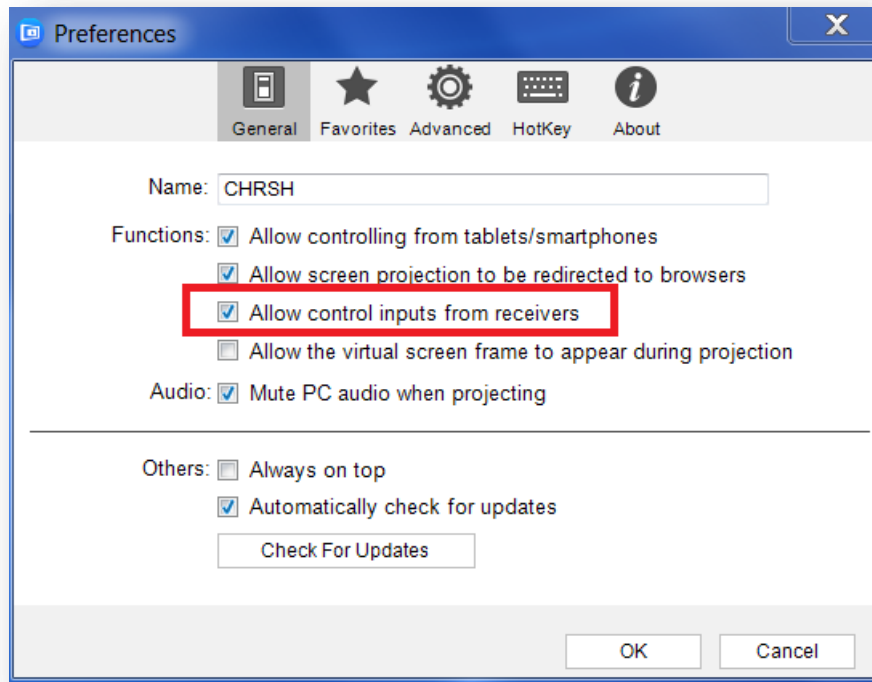 Preferences
X
General Favorites Advanced HotKey About
Name: CHRSH
Functions: Allow controlling from tablets/smartphones
Allow screen projection to be redirected to browsers
Allow control inputs from receivers
Allow the virtual screen frame to appear during projection
Audio: Mute PC audio when projecting
Others: Always on top
Automatically check for updates
Check For Updates
OK Cancel